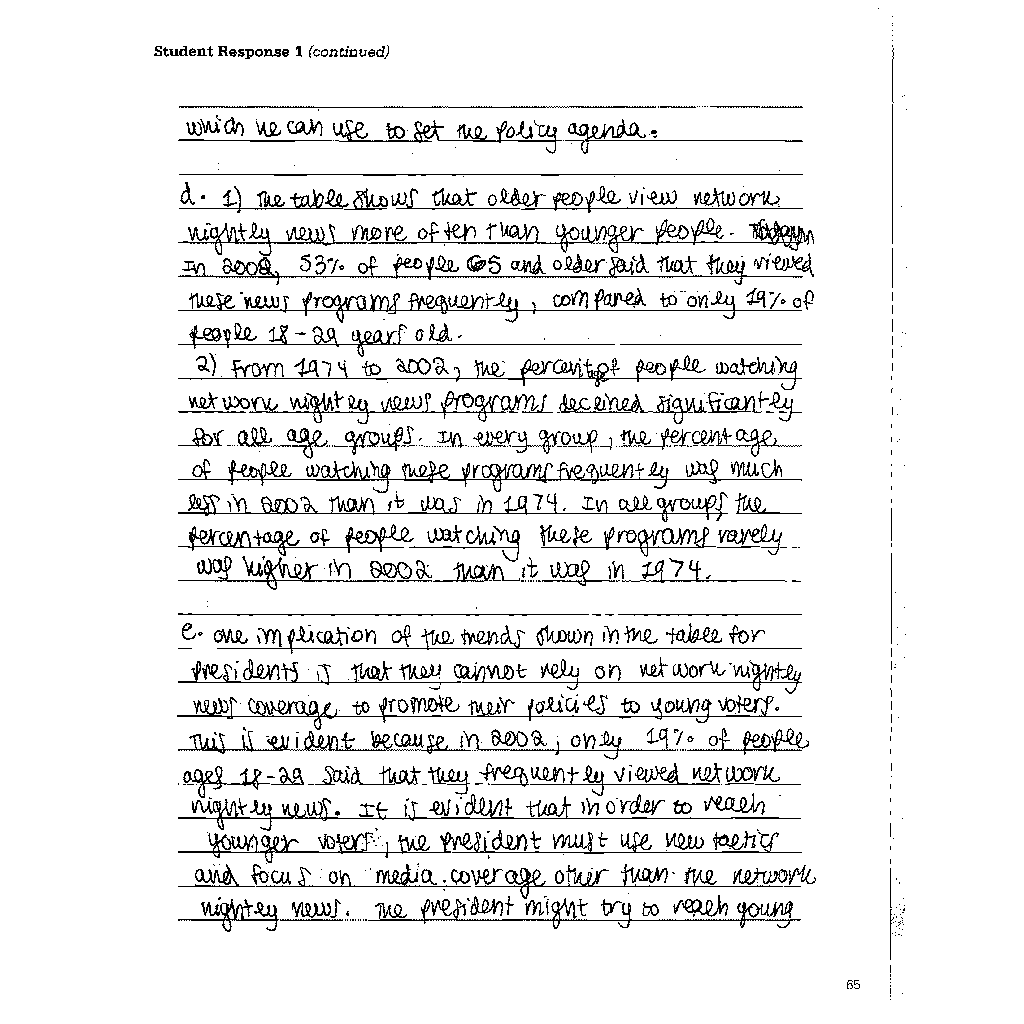 Student Response 1 (continued)
which he can use to set the policy agenda.
d. 1) The table shows that older people view network
nightly news more often than younger people.
In 2002, 53% of people 65 and older said that they viewed
these news programs frequently, compared to only 19% of
people 18-29 years old.
2) From 1974 to 2002, the percent of people watching
network nightly news programs declined significantly
for all age groups. In every group, the percentage
of people watching these programs frequently was much
less in 2002 than it was in 1974. In all groups, the
percentage of people watching these programs rarely
was higher in 2002 than it was in 1974.
e. One implication of the trends shown in the table for
presidents is that they cannot rely on network nightly
news coverage to promote their policies to young voters.
This is evident because in 2002, only 19% of people
ages 18-29 said that they frequently viewed network
nightly news. It is evident that in order to reach
younger voters, the president must use new tactics
and focus on media coverage other than the network
nightly news. The president might try to reach young
65